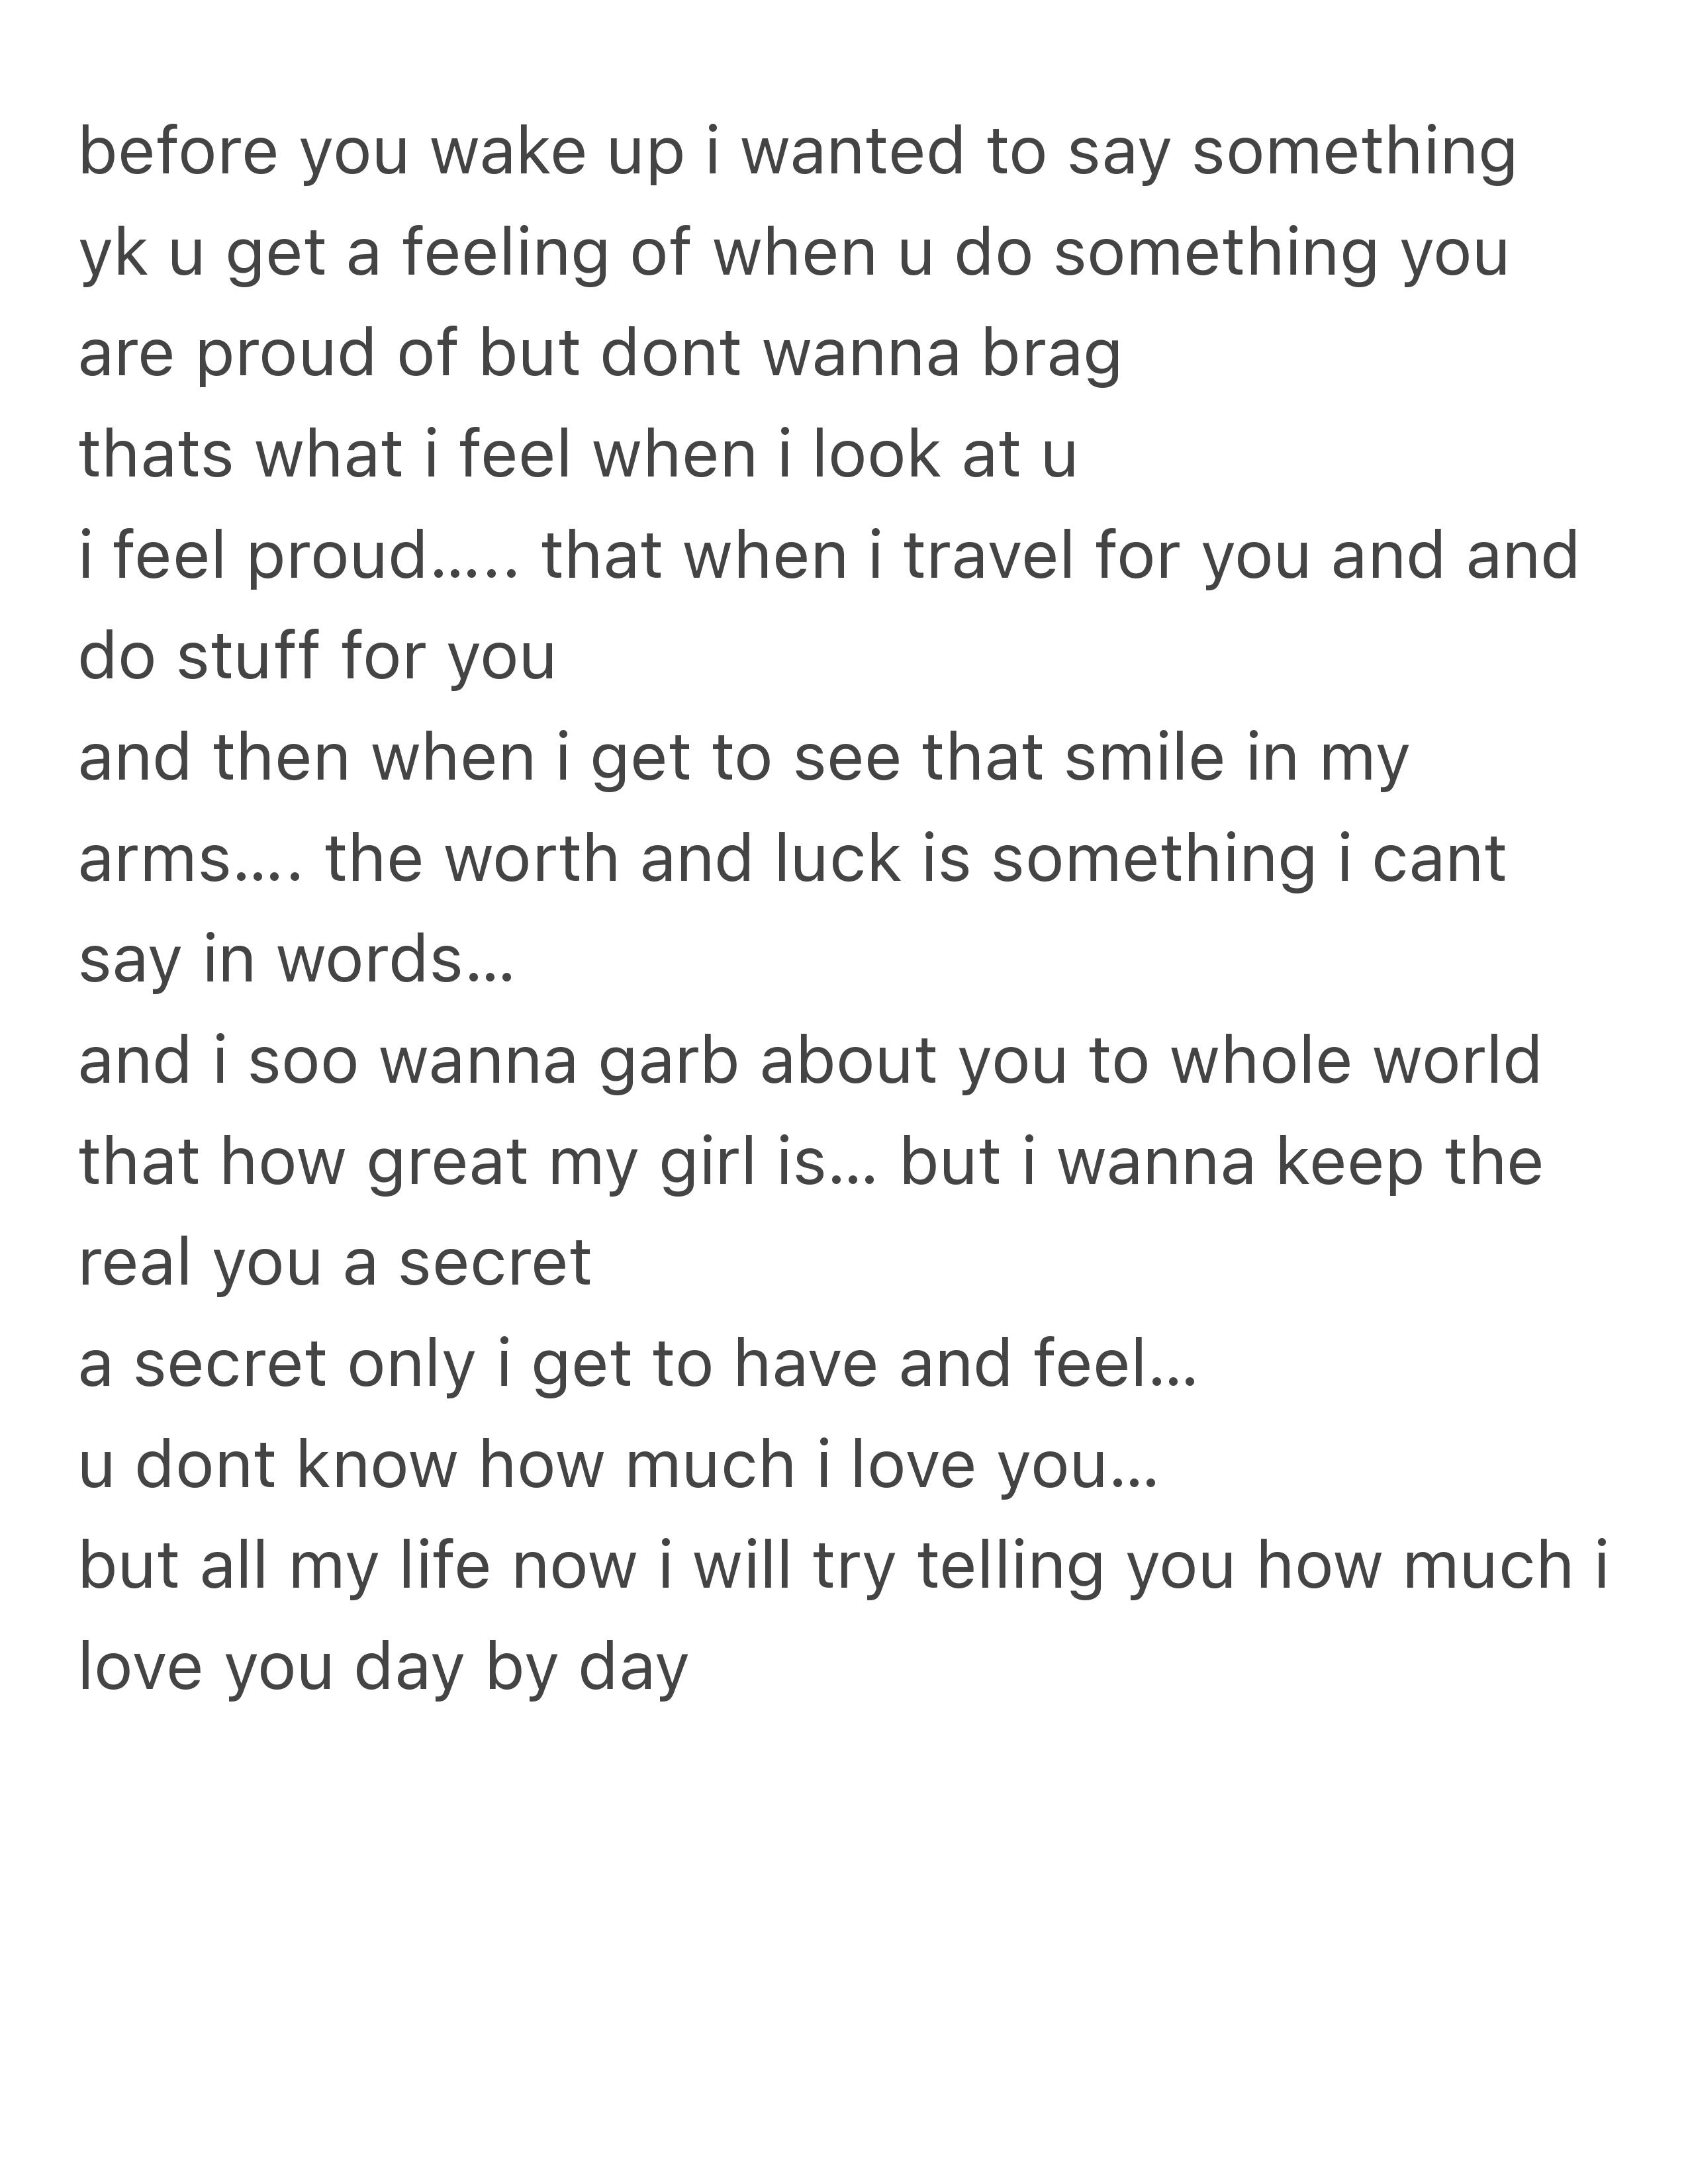 before you wake up i wanted to say something
yk u get a feeling of when u do something you
are proud of but dont wanna brag
thats what i feel when i look at u
i feel proud..... that when i travel for you and and
do stuff for you
and then when i get to see that smile in my
arms.... the worth and luck is something i cant
say in words...
and i soo wanna garb about you to whole world
that how great my girl is... but i wanna keep the
real you a secret
a secret only i get to have and feel...
u dont know how much i love you...
but all my life now i will try telling you how much i
love you day by day